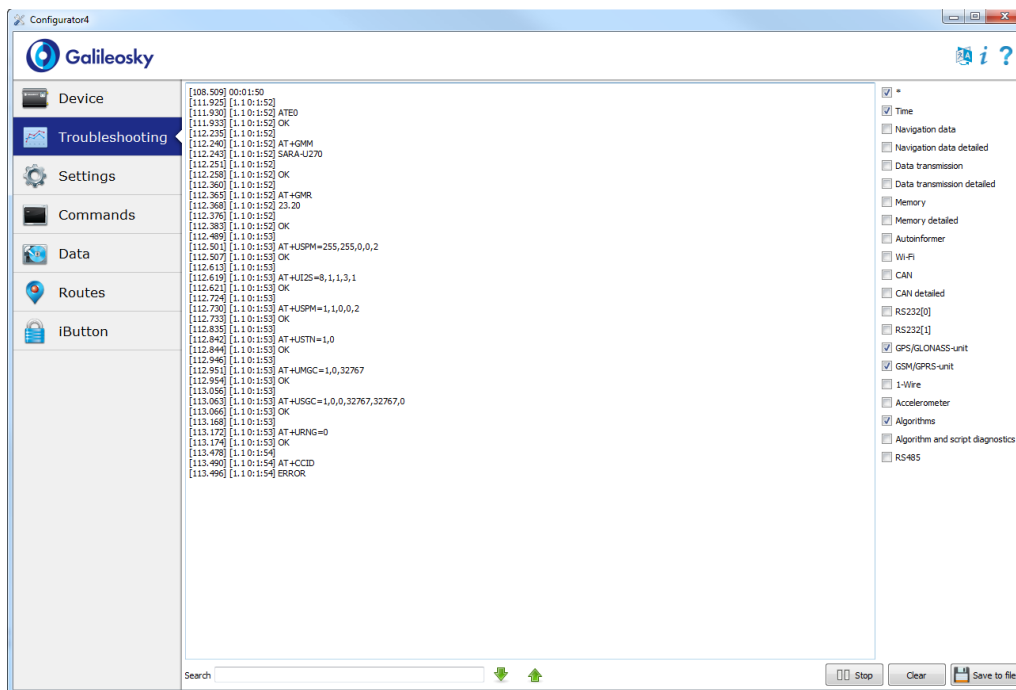 Configurator4
Galileosky
Device
Troubleshooting
Settings
Commands
Data
Routes
iButton
[108.509] 00:01:50
[111.925] [1.1 0:1:52]
[111.930] [1.1 0:1:52] ATE0
[111.933] [1.1 0:1:52] OK
[112.235] [1.1 0:1:52]
[112.240] [1.1 0:1:52] AT+GMM
[112.243] [1.1 0:1:52] SARA-U270
[112.251] [1.1 0:1:52]
[112.258] [1.1 0:1:52] OK
[112.360] [1.1 0:1:52]
[112.365] [1.1 0:1:52] AT+GMR
[112.368] [1.1 0:1:52] 23.20
[112.376] [1.1 0:1:52]
[112.383] [1.1 0:1:52] OK
[112.489] [1.1 0:1:53]
[112.501] [1.1 0:1:53] AT+USPM=255,255,0,0,2
[112.507] [1.1 0:1:53] OK
[112.613] [1.1 0:1:53]
[112.619] [1.1 0:1:53] AT+UI2S=8,1,1,3,1
[112.621] [1.1 0:1:53] OK
[112.724] [1.1 0:1:53]
[112.730] [1.1 0:1:53] AT+USPM=1,1,0,0,2
[112.733] [1.1 0:1:53] OK
[112.835] [1.1 0:1:53]
[112.842] [1.1 0:1:53] AT+USTN=1,0
[112.844] [1.1 0:1:53] OK
[112.946] [1.1 0:1:53]
[112.951] [1.1 0:1:53] AT+UMGC=1,0,32767
[112.954] [1.1 0:1:53] OK
[113.056] [1.1 0:1:53]
[113.063] [1.1 0:1:53] AT+USGC=1,0,0,32767,32767,0
[113.066] [1.1 0:1:53] OK
[113.168] [1.1 0:1:53]
[113.172] [1.1 0:1:53] AT+URNG=0
[113.174] [1.1 0:1:53] OK
[113.478] [1.1 0:1:54]
[113.490] [1.1 0:1:54] AT+CCID
[113.496] [1.1 0:1:54] ERROR
*
Time
Navigation data
Navigation data detailed
Data transmission
Data transmission detailed
Memory
Memory detailed
Autoinformer
Wi-Fi
CAN
CAN detailed
RS232[0]
RS232[1]
GPS/GLONASS-unit
GSM/GPRS-unit
1-Wire
Accelerometer
Algorithms
Algorithm and script diagnostics
RS485
Search
Stop
Clear
Save to file